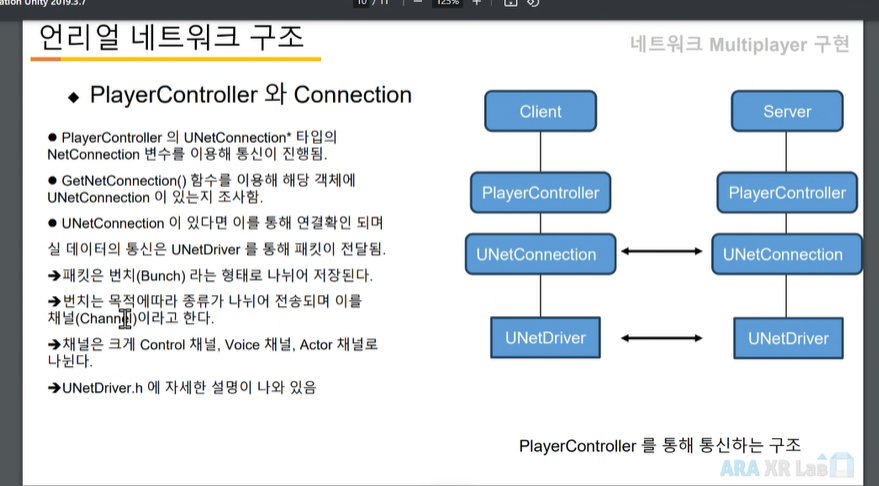 ation Unity 2019.3.7
10 / 11
125%
언리얼 네트워크 구조
네트워크 Multiplayer 구현
◆ PlayerController 와 Connection
● PlayerController 의 UNetConnection* 타입의
NetConnection 변수를 이용해 통신이 진행됨.
● GetNetConnection() 함수를 이용해 해당 객체에
UNetConnection 이 있는지 조사함.
● UNetConnection 이 있다면 이를 통해 연결확인 되며
실 데이터의 통신은 UNetDriver 를 통해 패킷이 전달됨.
➔패킷은 번치(Bunch) 라는 형태로 나뉘어 저장된다.
➔번치는 목적에따라 종류가 나뉘어 전송되며 이를
채널(Channel)이라고 한다.
➔채널은 크게 Control 채널, Voice 채널, Actor 채널로
나뉜다.
➔UNetDriver.h 에 자세한 설명이 나와 있음
Client
Server
PlayerController
PlayerController
UNetConnection
UNetConnection
UNetDriver
UNetDriver
PlayerController 를 통해 통신하는 구조
ARA XR Lab